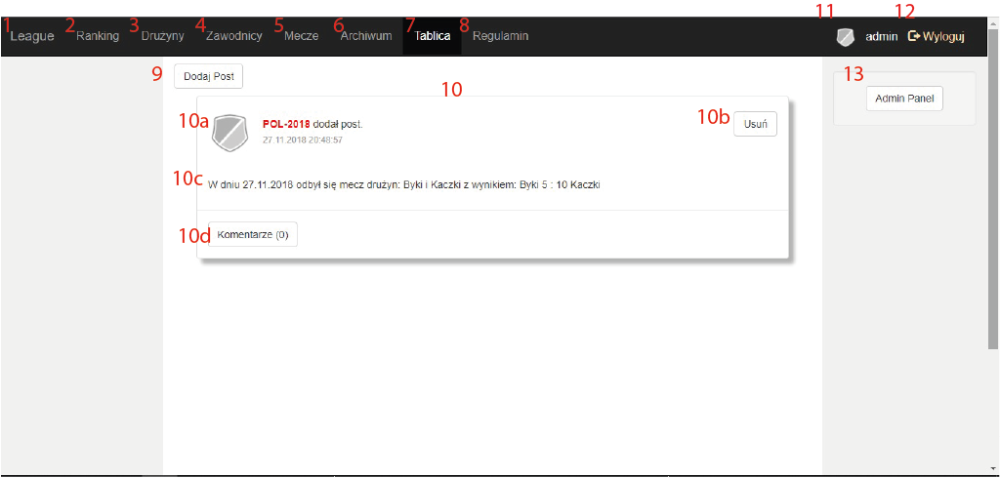 1 2 3 4 5 6 7 8 11 12
League Ranking Drużyny Zawodnicy Mecze Archiwum Tablica Regulamin admin Wyloguj
9 Dodaj Post 13
10 Admin Panel
10a POL-2018 dodał post. 10b Usuń
27.11.2018 20:48:57
10c W dniu 27.11.2018 odbył się mecz drużyn: Byki i Kaczki z wynikiem: Byki 5 : 10 Kaczki
10d Komentarze (0)